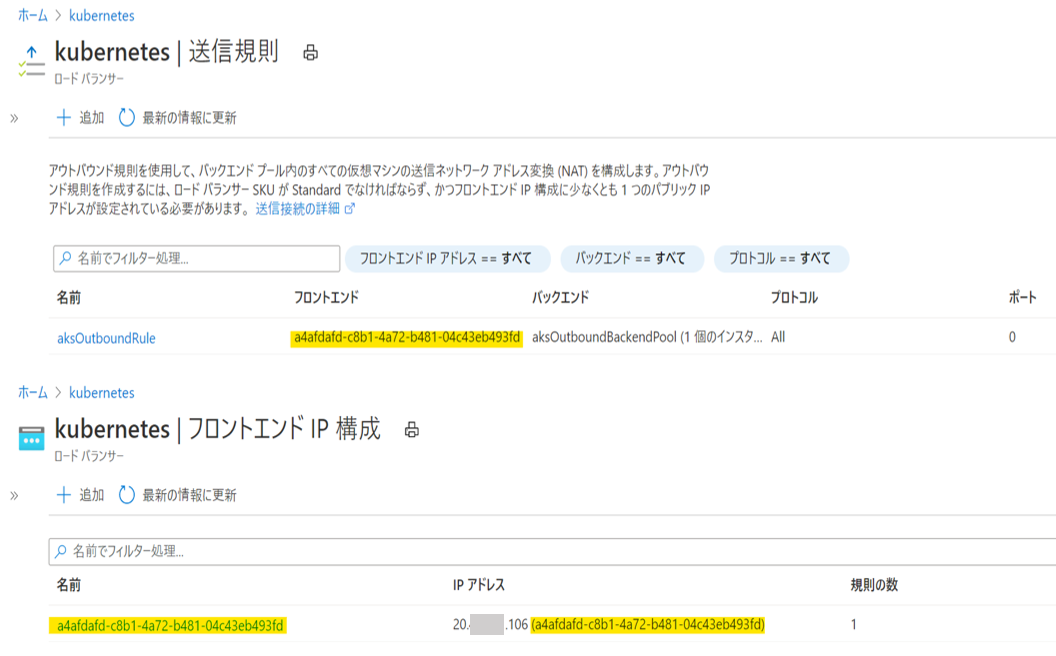 ホーム > kubernetes
kubernetes | 送信規則
ロード バランサー
» + 追加 最新の情報に更新
アウトバウンド規則を使用して、バックエンド プール内のすべての仮想マシンの送信ネットワーク アドレス変換 (NAT) を構成します。アウトバウ
ンド規則を作成するには、ロード バランサー SKU が Standard でなければならず、かつフロントエンド IP 構成に少なくとも 1 つのパブリック IP
アドレスが設定されている必要があります。 送信接続の詳細
名前でフィルター処理... フロントエンド IP アドレス == すべて バックエンド == すべて プロトコル == すべて
名前 フロントエンド バックエンド プロトコル ポート
aksOutboundRule a4afdafd-c8b1-4a72-b481-04c43eb493fd aksOutboundBackendPool (1 個のインスタ... All 0
ホーム > kubernetes
kubernetes | フロントエンド IP 構成
ロード バランサー
» + 追加 最新の情報に更新
名前でフィルター処理...
名前 IP アドレス 規則の数
a4afdafd-c8b1-4a72-b481-04c43eb493fd 20. .106 (a4afdafd-c8b1-4a72-b481-04c43eb493fd) 1